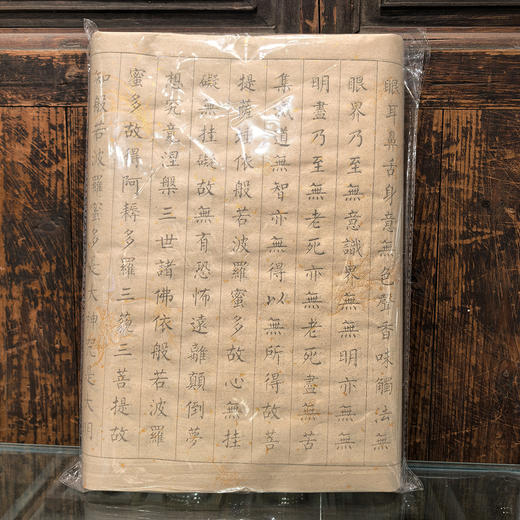 眼耳鼻舌身意無色聲香味觸法無
眼界乃至無意識界無無明亦無無
明盡乃至無老死亦無老死盡無苦
集滅道無智亦無得以無所得故菩
提薩埵依般若波羅蜜多故心無挂
礙無挂礙故無有恐怖遠離顛倒夢
想究竟涅槃三世諸佛依般若波羅
蜜多故得阿耨多羅三藐三菩提故
知般若波羅蜜多是大神咒是大明